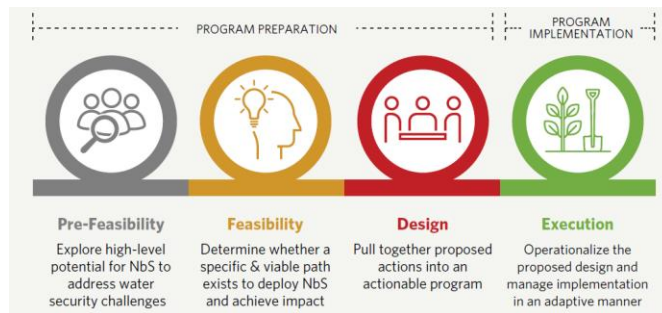 PROGRAM PREPARATION
PROGRAM
IMPLEMENTATION
Pre-Feasibility
Explore high-level
potential for NbS to
address water
security challenges
Feasibility
Determine whether a
specific & viable path
exists to deploy NbS
and achieve impact
Design
Pull together proposed
actions into an
actionable program
Execution
Operationalize the
proposed design and
manage implementation
in an adaptive manner